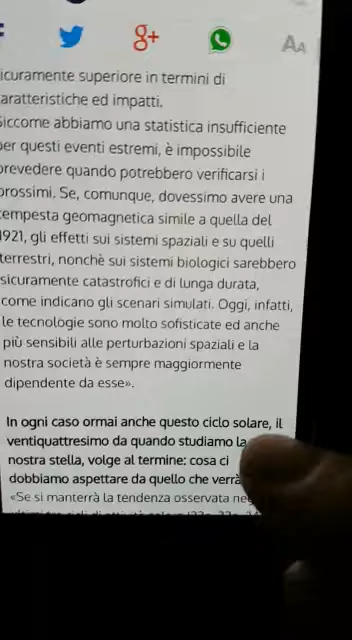 g+
AA
icuramente superiore in termini di
aratteristiche ed impatti.
Siccome abbiamo una statistica insufficiente
per questi eventi estremi, è impossibile
prevedere quando potrebbero verificarsi i
prossimi. Se, comunque, dovessimo avere una
tempesta geomagnetica simile a quella del
1921, gli effetti sui sistemi spaziali e su quelli
terrestri, nonchè sui sistemi biologici sarebbero
sicuramente catastrofici e di lunga durata,
come indicano gli scenari simulati. Oggi, infatti,
le tecnologie sono molto sofisticate ed anche
più sensibili alle perturbazioni spaziali e la
nostra società è sempre maggiormente
dipendente da esse».
In ogni caso ormai anche questo ciclo solare, il
ventiquattresimo da quando studiamo la
nostra stella, volge al termine: cosa ci
dobbiamo aspettare da quello che verrà
«Se si manterrà la tendenza osservata neg